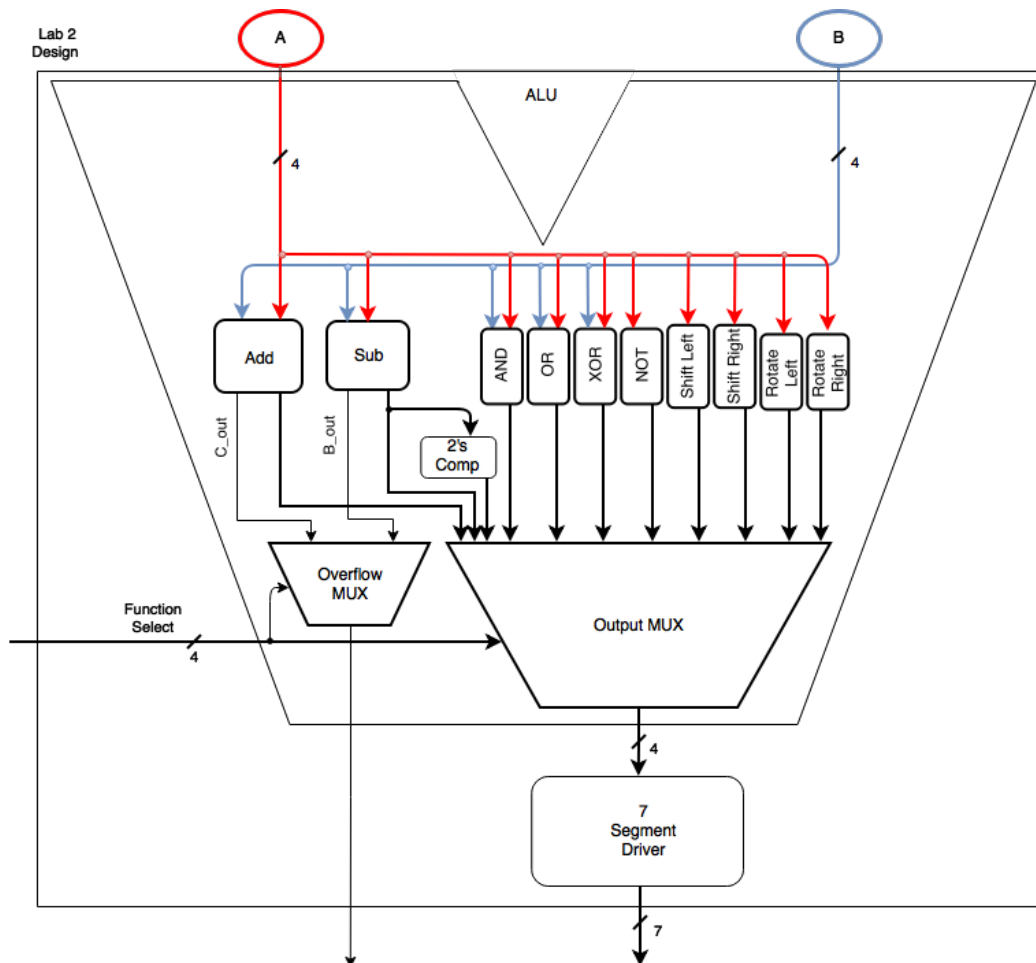 Lab 2
Design
A
B
ALU
4
4
Add
Sub
AND
OR
XOR
NOT
Shift Left
Shift Right
Rotate
Left
Rotate
Right
C_out
B_out
2's
Comp
Overflow
MUX
Function
Select
4
Output MUX
4
7
Segment
Driver
7